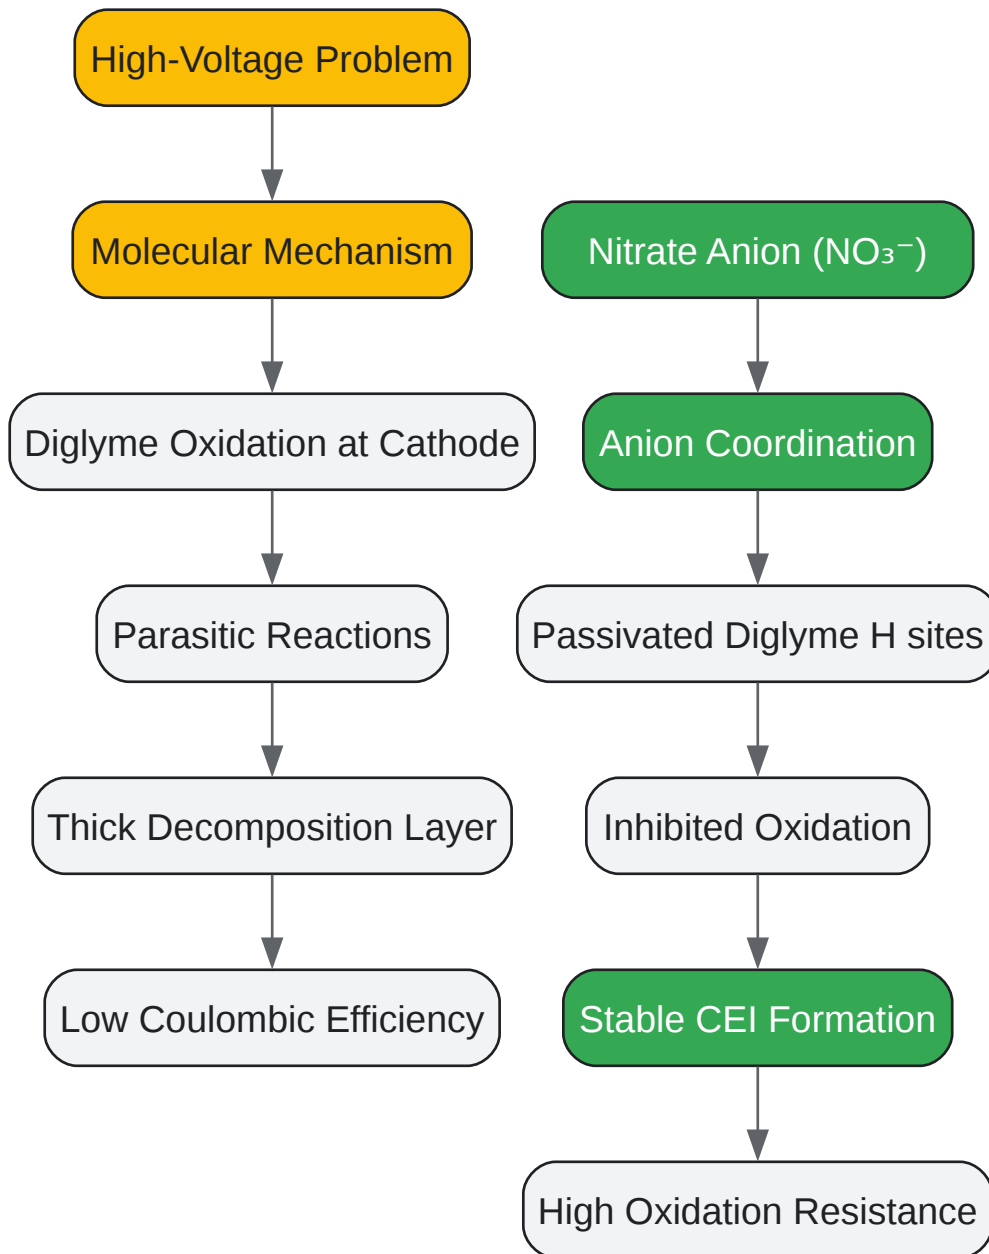 High-Voltage Problem
Molecular Mechanism
Diglyme Oxidation at Cathode
Parasitic Reactions
Thick Decomposition Layer
Low Coulombic Efficiency
Nitrate Anion (NO₃⁻)
Anion Coordination
Passivated Diglyme H sites
Inhibited Oxidation
Stable CEI Formation
High Oxidation Resistance